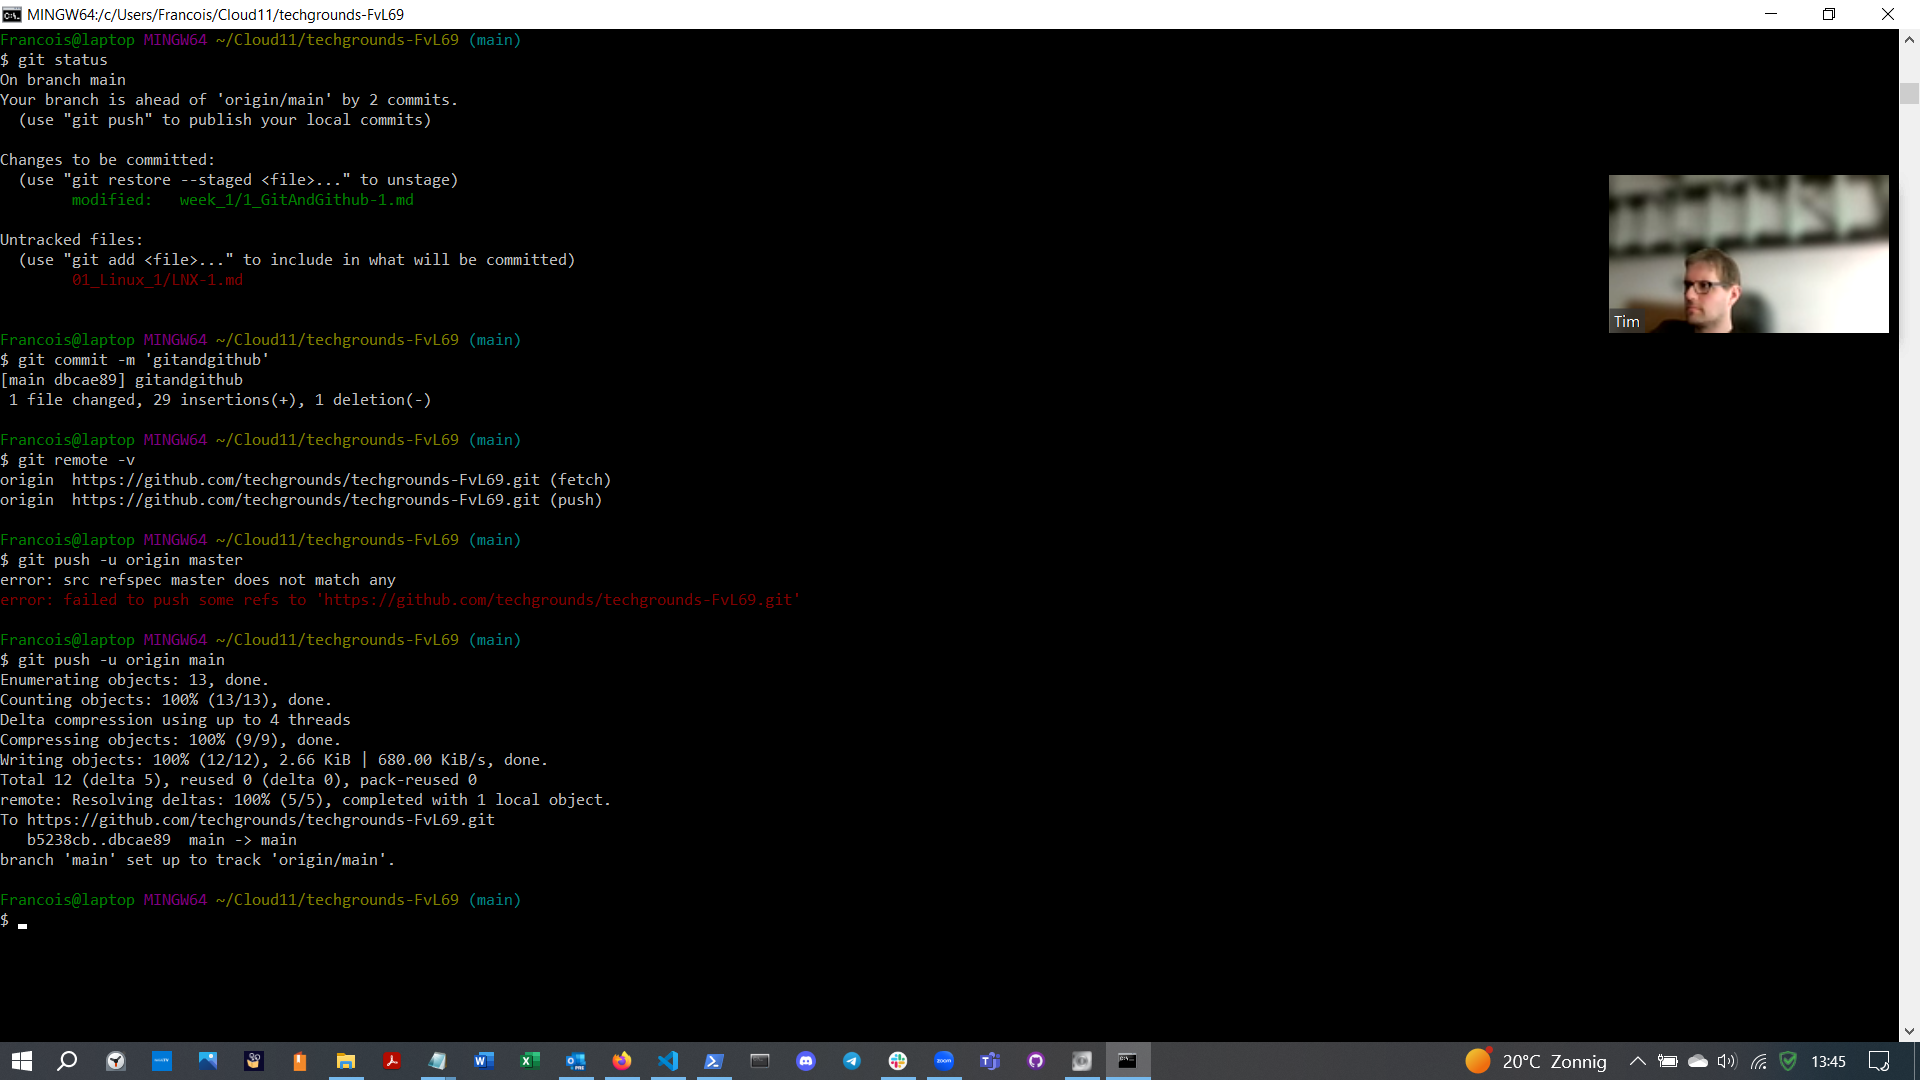 MINGW64:/c/Users/Francois/Cloud11/techgrounds-FvL69
Francois@laptop MINGW64 ~/Cloud11/techgrounds-FvL69 (main)
$ git status
On branch main
Your branch is ahead of 'origin/main' by 2 commits.
  (use "git push" to publish your local commits)

Changes to be committed:
  (use "git restore --staged <file>..." to unstage)
        modified:   week_1/1_GitAndGithub-1.md

Untracked files:
  (use "git add <file>..." to include in what will be committed)
        01_Linux_1/LNX-1.md

Tim

Francois@laptop MINGW64 ~/Cloud11/techgrounds-FvL69 (main)
$ git commit -m 'gitandgithub'
[main dbcae89] gitandgithub
 1 file changed, 29 insertions(+), 1 deletion(-)

Francois@laptop MINGW64 ~/Cloud11/techgrounds-FvL69 (main)
$ git remote -v
origin  https://github.com/techgrounds/techgrounds-FvL69.git (fetch)
origin  https://github.com/techgrounds/techgrounds-FvL69.git (push)

Francois@laptop MINGW64 ~/Cloud11/techgrounds-FvL69 (main)
$ git push -u origin master
error: src refspec master does not match any
error: failed to push some refs to 'https://github.com/techgrounds/techgrounds-FvL69.git'

Francois@laptop MINGW64 ~/Cloud11/techgrounds-FvL69 (main)
$ git push -u origin main
Enumerating objects: 13, done.
Counting objects: 100% (13/13), done.
Delta compression using up to 4 threads
Compressing objects: 100% (9/9), done.
Writing objects: 100% (12/12), 2.66 KiB | 680.00 KiB/s, done.
Total 12 (delta 5), reused 0 (delta 0), pack-reused 0
remote: Resolving deltas: 100% (5/5), completed with 1 local object.
To https://github.com/techgrounds/techgrounds-FvL69.git
   b5238cb..dbcae89  main -> main
branch 'main' set up to track 'origin/main'.

Francois@laptop MINGW64 ~/Cloud11/techgrounds-FvL69 (main)
$
20°C  Zonnig
13:45